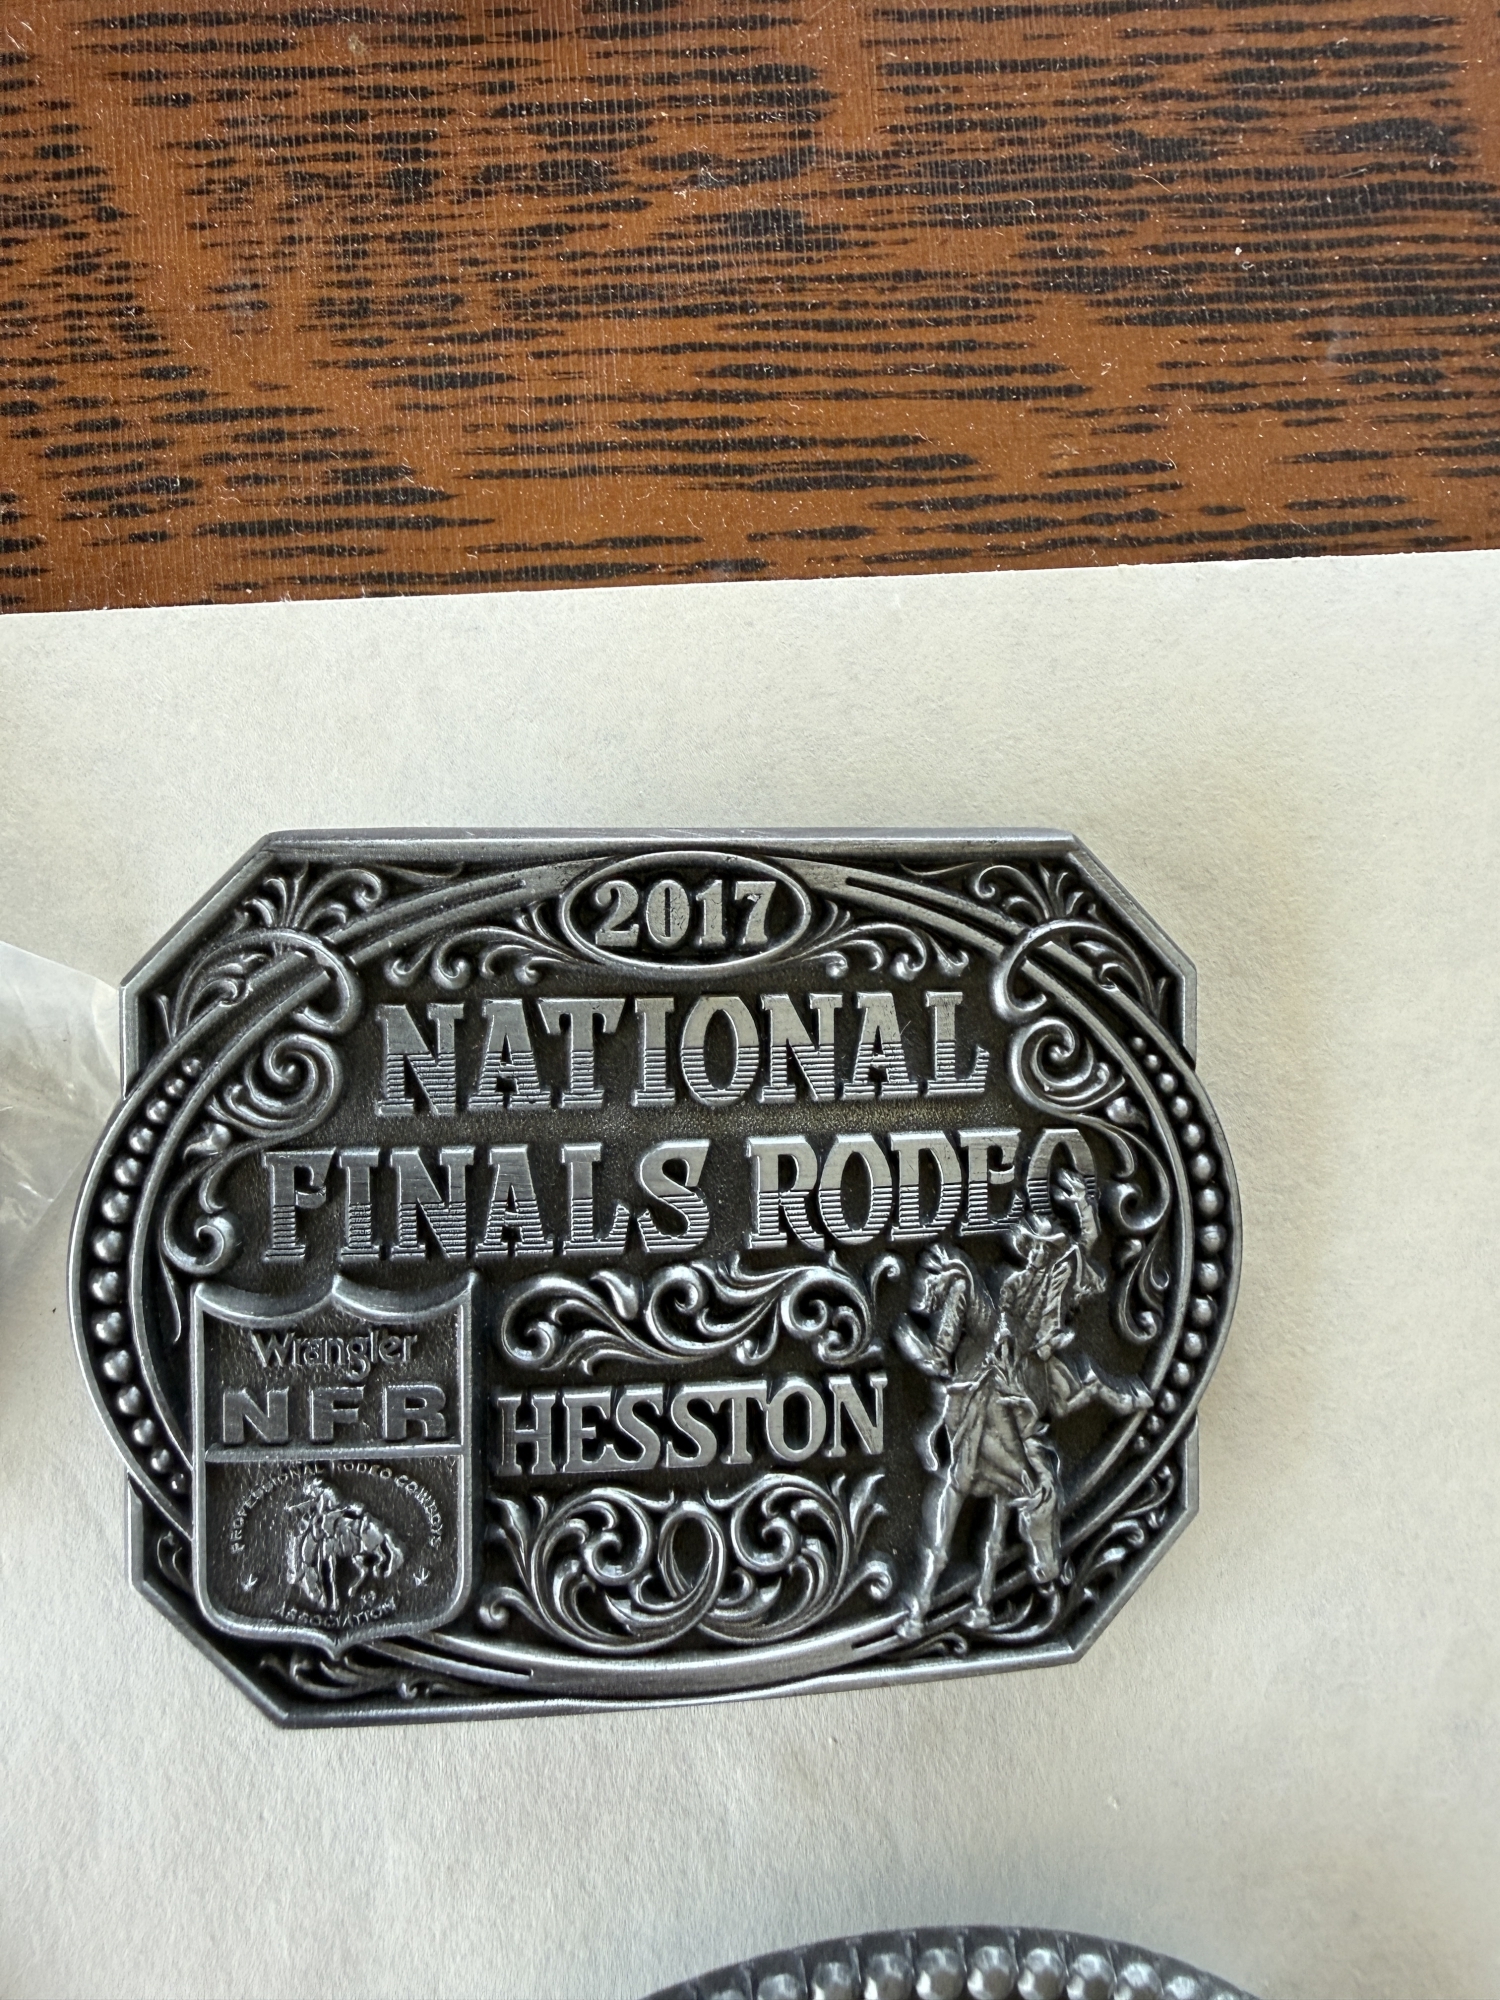 2017
NATIONAL
FINALS RODEO
Wrangler
NFR
PROFESSIONAL RODEO COWBOYS
ASSOCIATION
HESSTON